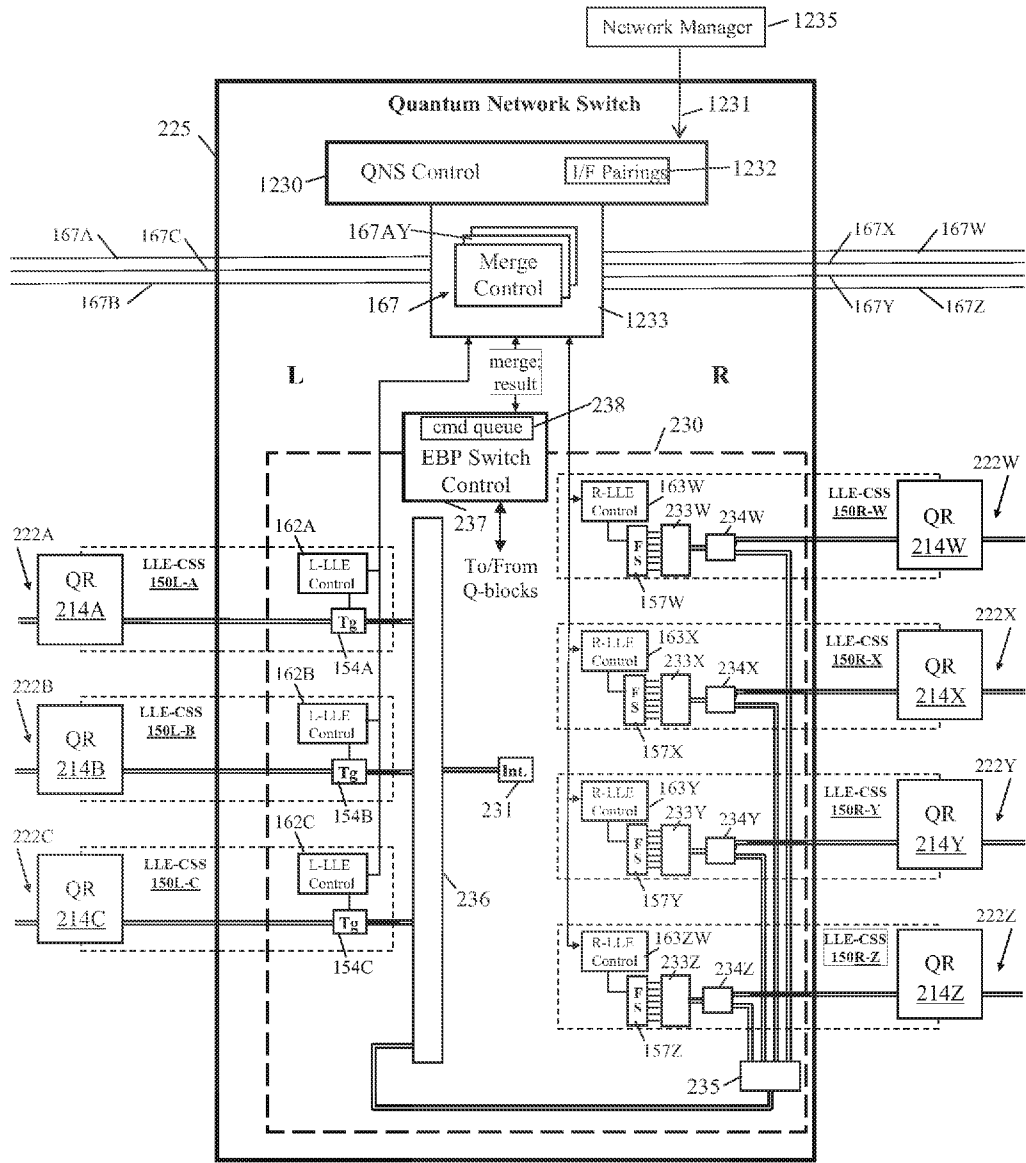 Network Manager
1235
Quantum Network Switch
1231
225
QNS Control
I/F Pairings
1232
1230
167A
167C
167B
167AY
Merge
Control
167
1233
167X
167W
167Y
167Z
L
merge;
result
R
cmd queue
238
EBP Switch
Control
237
230
To/From
Q-blocks
222A
QR
214A
LLE-CSS
150L-A
162A
L-LLE
Control
Tg
154A
222B
QR
214B
LLE-CSS
150L-B
162B
L-LLE
Control
Tg
154B
222C
QR
214C
LLE-CSS
150L-C
162C
L-LLE
Control
Tg
154C
Int.
231
236
R-LLE
Control
163W
233W
234W
F
S
157W
LLE-CSS
150R-W
QR
214W
222W
R-LLE
Control
163X
233X
234X
F
S
157X
LLE-CSS
150R-X
QR
214X
222X
R-LLE
Control
163Y
233Y
234Y
F
S
157Y
LLE-CSS
150R-Y
QR
214Y
222Y
R-LLE
Control
163ZW
233Z
234Z
F
S
157Z
LLE-CSS
150R-Z
QR
214Z
222Z
235